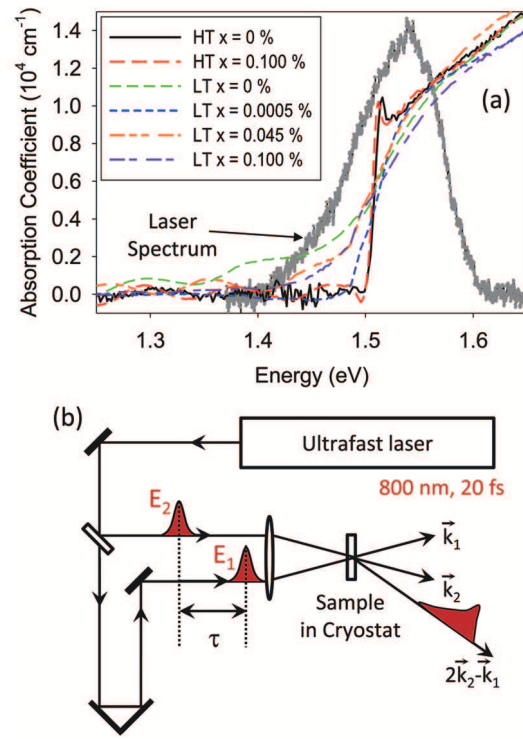 (a)
HT x = 0 %
HT x = 0.100 %
LT x = 0 %
LT x = 0.0005 %
LT x = 0.045 %
LT x = 0.100 %
Laser
Spectrum
Absorption Coefficient (10⁴ cm⁻¹)
1.4
1.2
1.0
0.8
0.6
0.4
0.2
0.0
1.3 1.4 1.5 1.6
Energy (eV)
(b)
Ultrafast laser
800 nm, 20 fs
E₂
E₁
τ
Sample
in Cryostat
k⃗₁
k⃗₂
2k⃗₂-k⃗₁